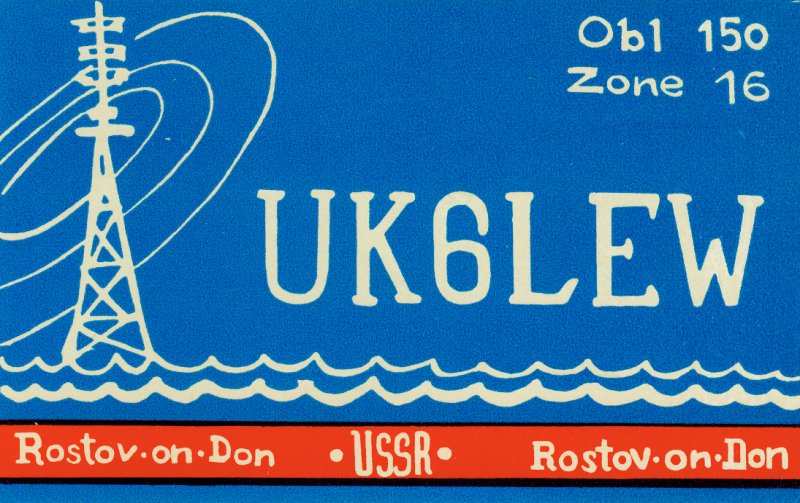 Obl 150
Zone 16
UK6LEW
Rostov·on·Don ·USSR· Rostov·on·Don